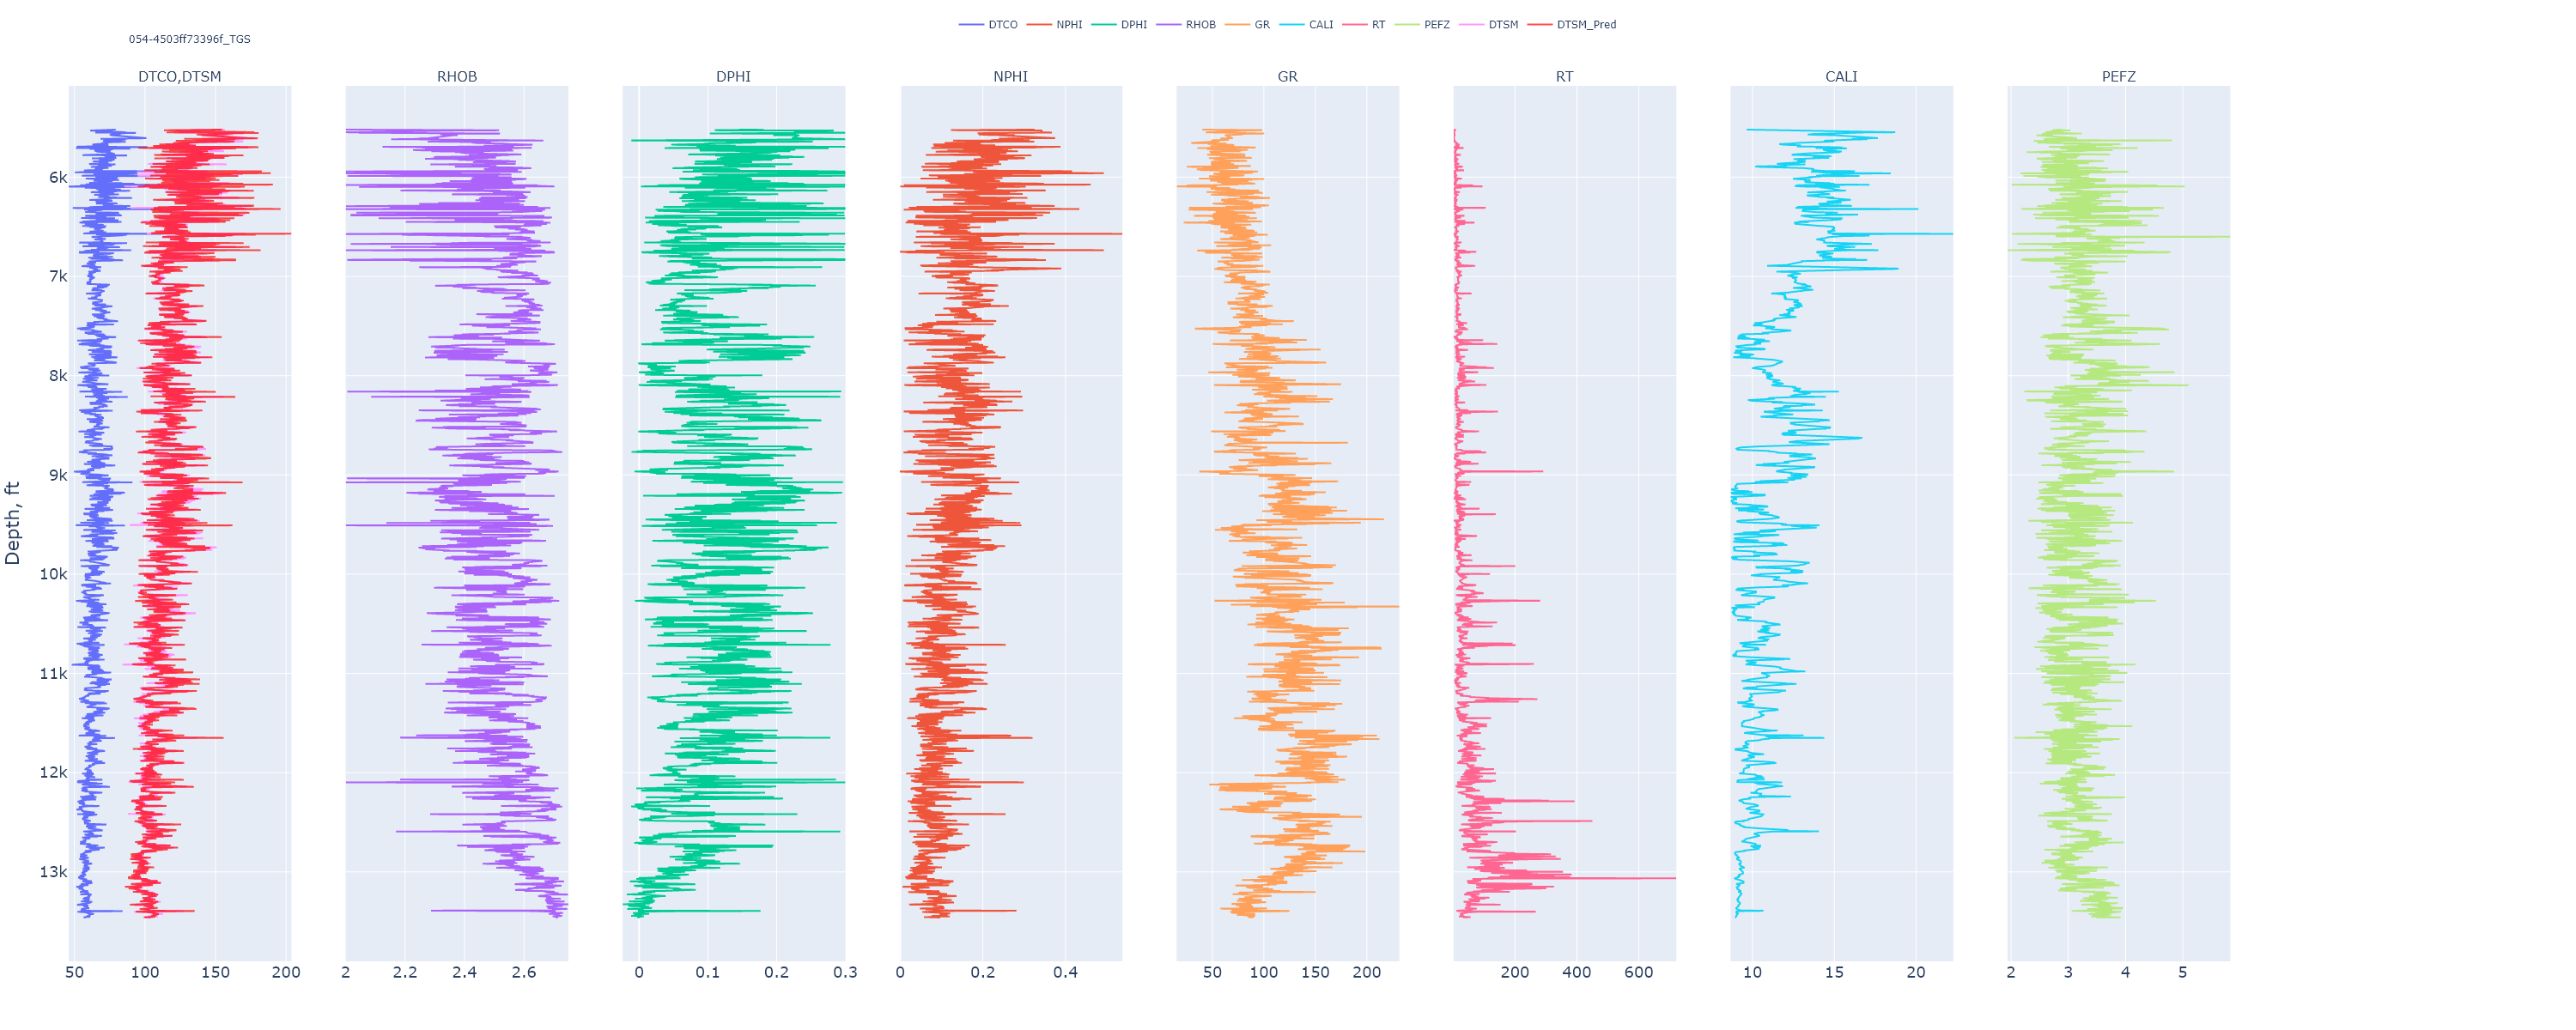 DTCO NPHI DPHI RHOB GR CALI RT PEFZ DTSM DTSM_Pred
054-4503ff73396f_TGS
DTCO,DTSM RHOB DPHI NPHI GR RT CALI PEFZ
6k
7k
8k
9k
Depth, ft
10k
11k
12k
13k
50 100 150 200 2 2.2 2.4 2.6 0 0.1 0.2 0.3 0 0.2 0.4 50 100 150 200 200 400 600 10 15 20 2 3 4 5